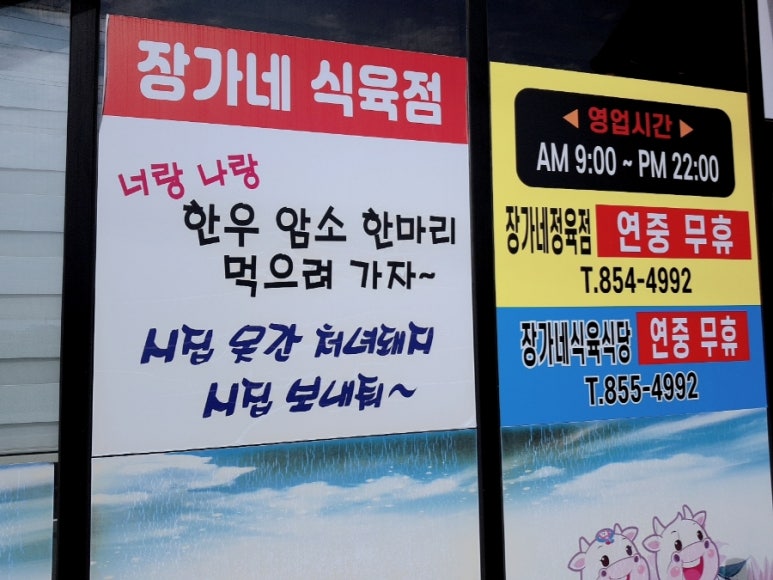 장가네 식육점
너랑 나랑
한우 암소 한마리
먹으려 가자~
시집 못간 처녀돼지
시집 보내줘~
영업시간
AM 9:00 ~ PM 22:00
장가네정육점 연중 무휴
T.854-4992
장가네식육식당 연중 무휴
T.855-4992